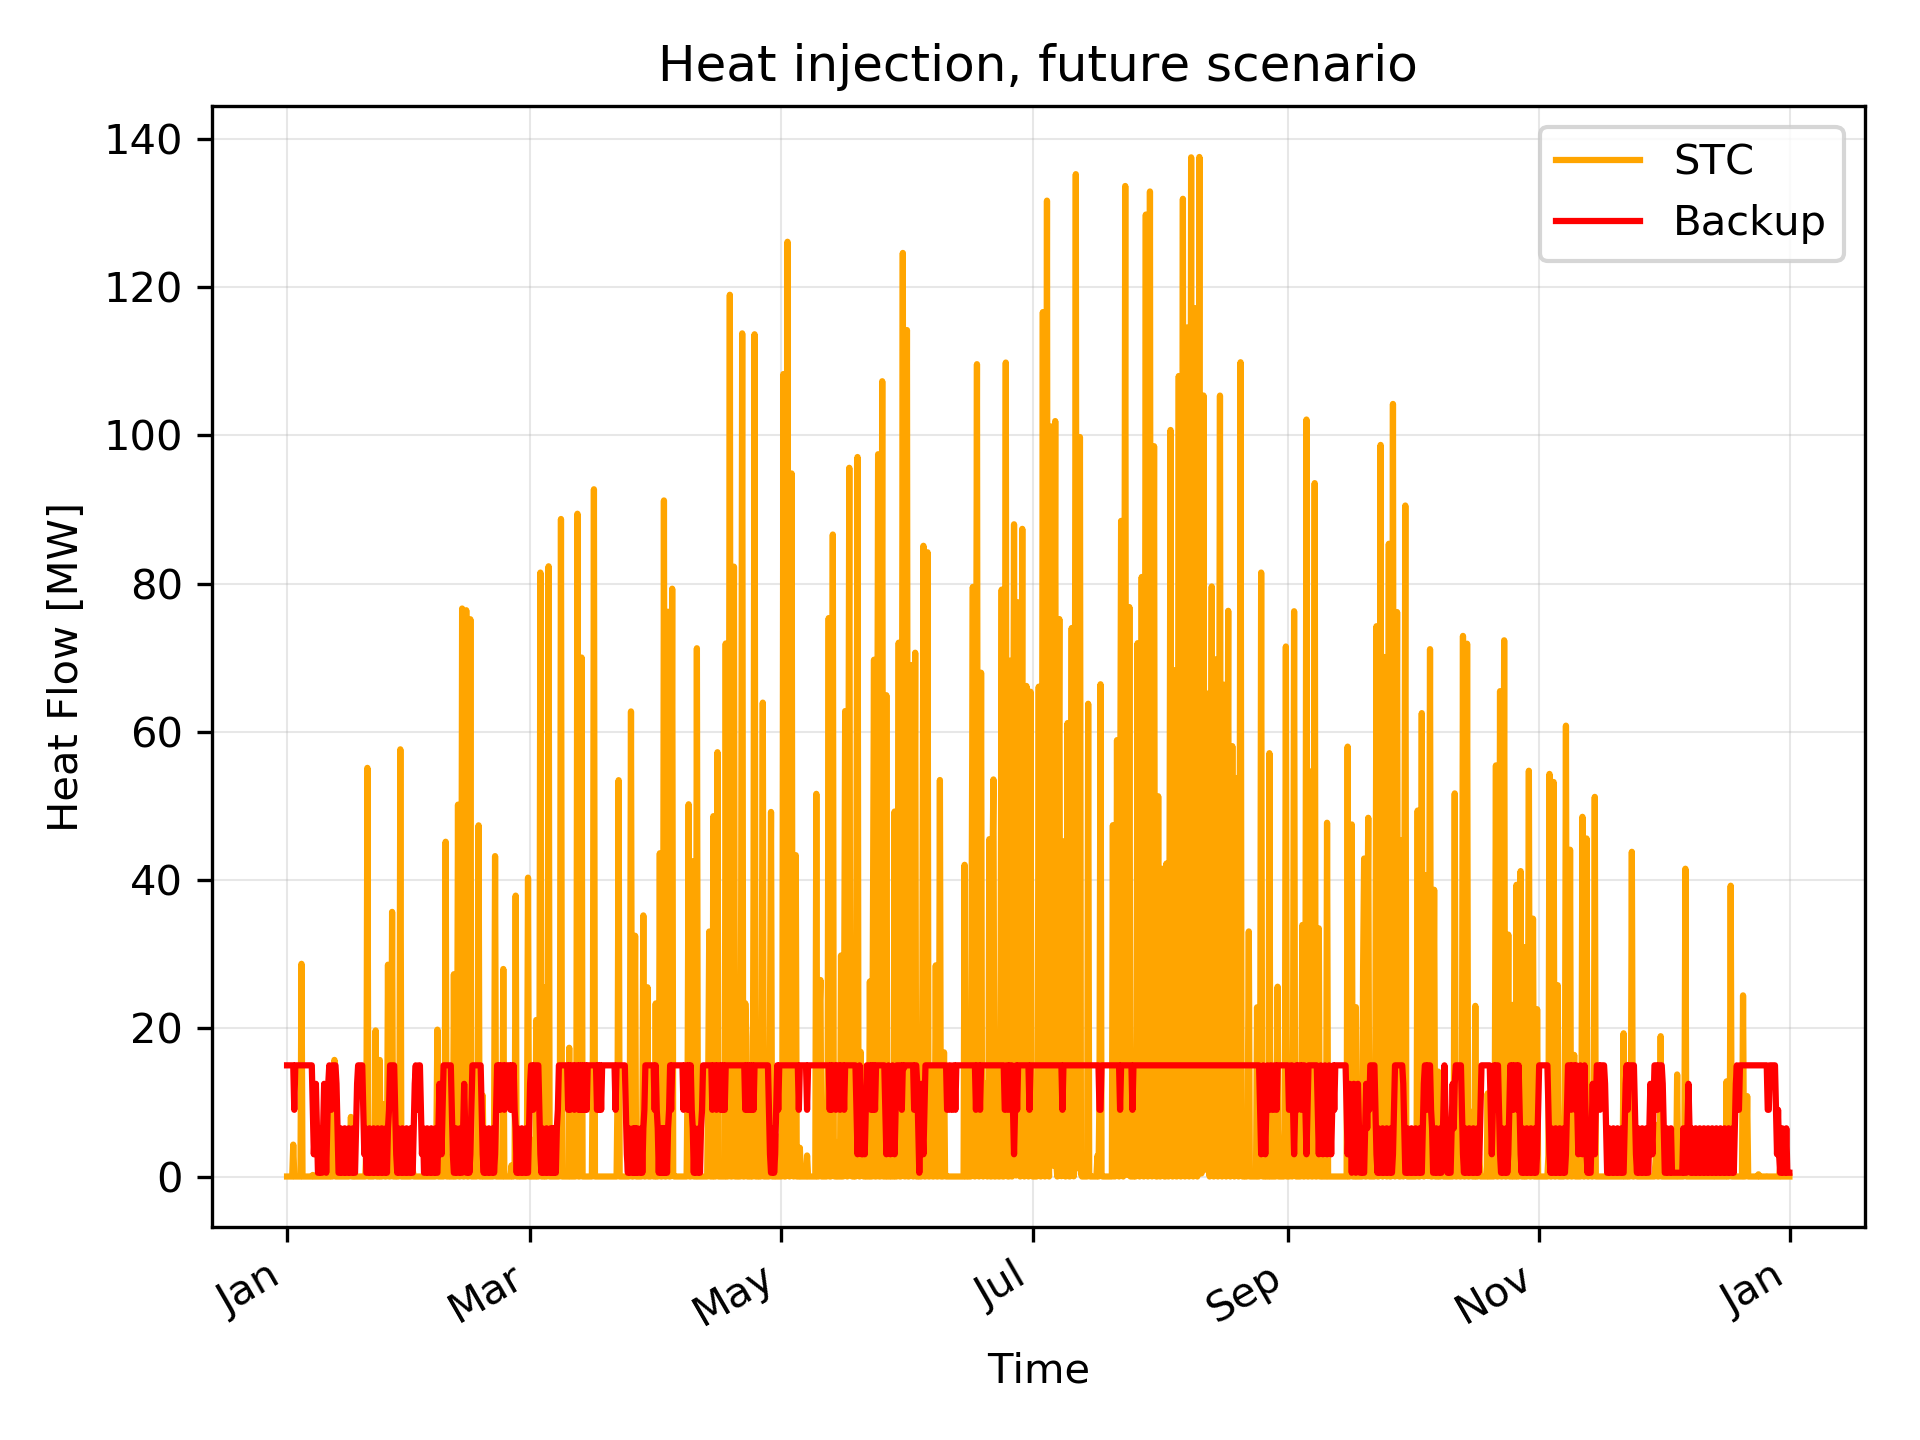 Heat injection, future scenario
STC
Backup
Heat Flow [MW]
140
120
100
80
60
40
20
0
Jan
Mar
May
Jul
Sep
Nov
Jan
Time